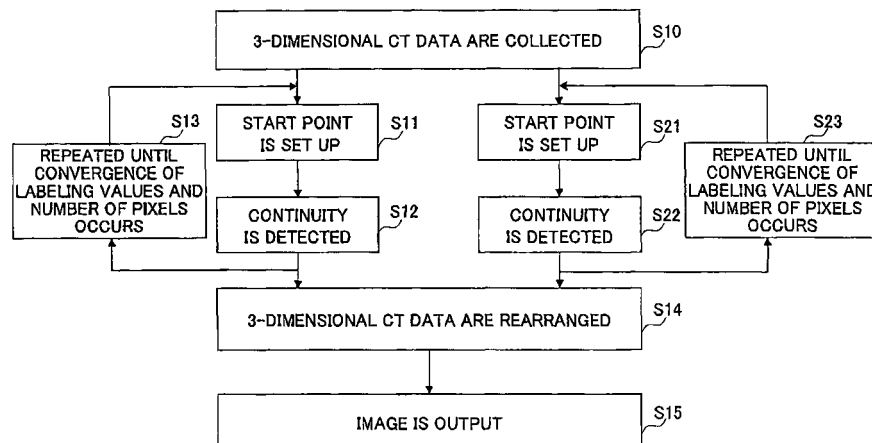 3-DIMENSIONAL CT DATA ARE COLLECTED
S10
START POINT
IS SET UP
S11
START POINT
IS SET UP
S21
S13
REPEATED UNTIL
CONVERGENCE OF
LABELING VALUES AND
NUMBER OF PIXELS
OCCURS
S23
REPEATED UNTIL
CONVERGENCE OF
LABELING VALUES AND
NUMBER OF PIXELS
OCCURS
CONTINUITY
IS DETECTED
S12
CONTINUITY
IS DETECTED
S22
3-DIMENSIONAL CT DATA ARE REARRANGED
S14
IMAGE IS OUTPUT
S15